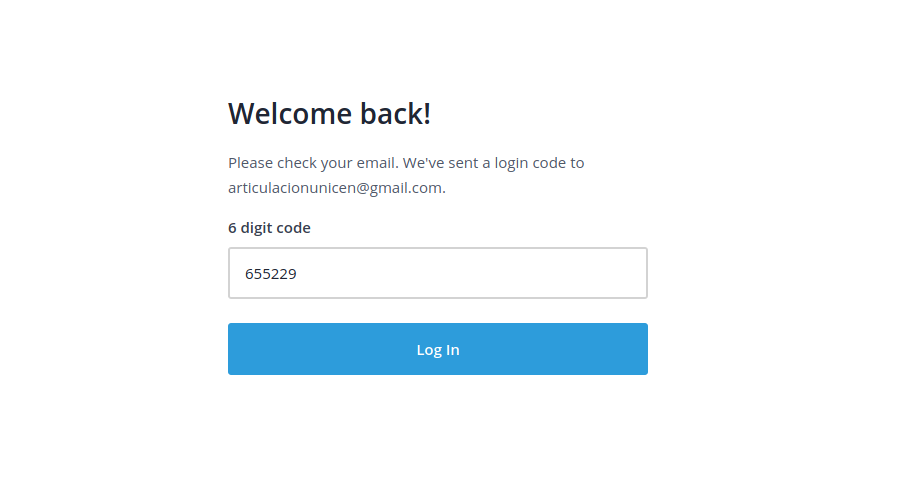 Welcome back!
Please check your email. We've sent a login code to
articulacionunicen@gmail.com.
6 digit code
655229
Log In